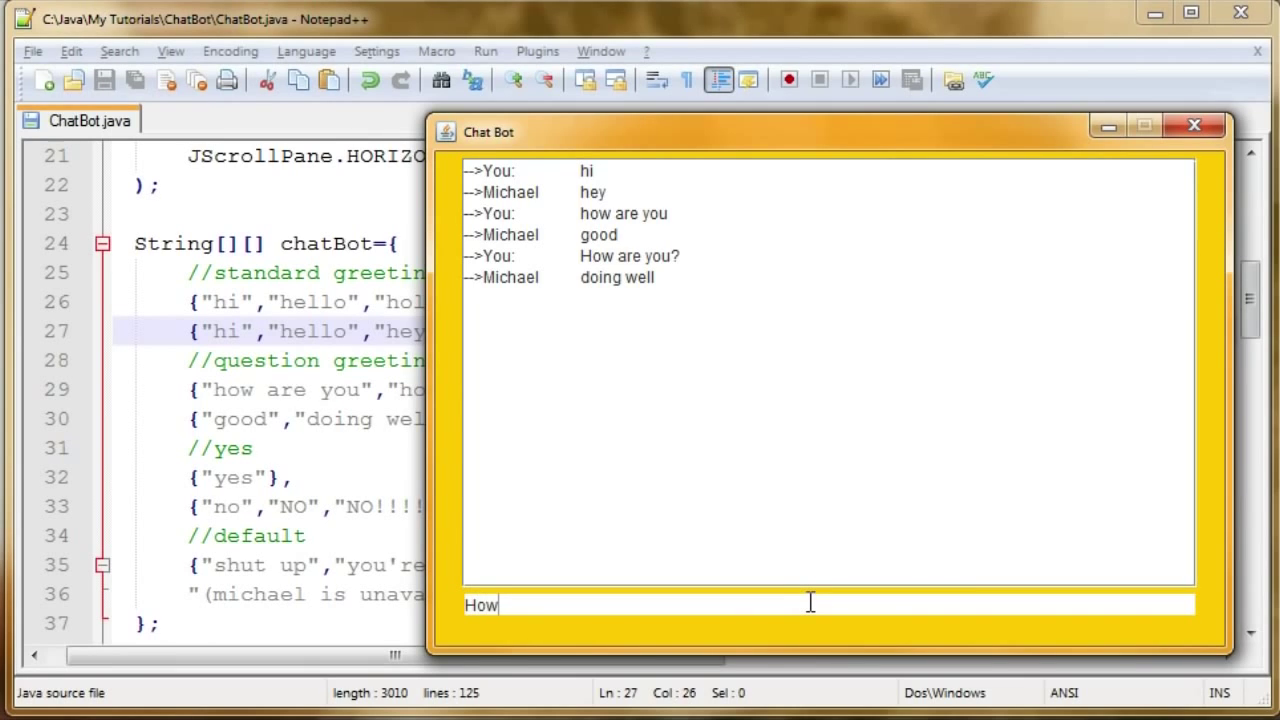 C:\Java\My Tutorials\ChatBot\ChatBot.java - Notepad++
File Edit Search View Encoding Language Settings Macro Run Plugins Window ? X
ABC
ChatBot.java
21 JScrollPane.HORIZO
22 );
23
24 String[][] chatBot={
25 //standard greetin
26 {"hi","hello","hol
27 {"hi","hello","hey
28 //question greetin
29 {"how are you","ho
30 {"good","doing wel
31 //yes
32 {"yes"},
33 {"no","NO","NO!!!!
34 //default
35 {"shut up","you're
36 "(michael is unava
37 };
Chat Bot
-->You: hi
-->Michael hey
-->You: how are you
-->Michael good
-->You: How are you?
-->Michael doing well
How
Java source file length : 3010 lines : 125 Ln : 27 Col : 26 Sel : 0 Dos\Windows ANSI INS